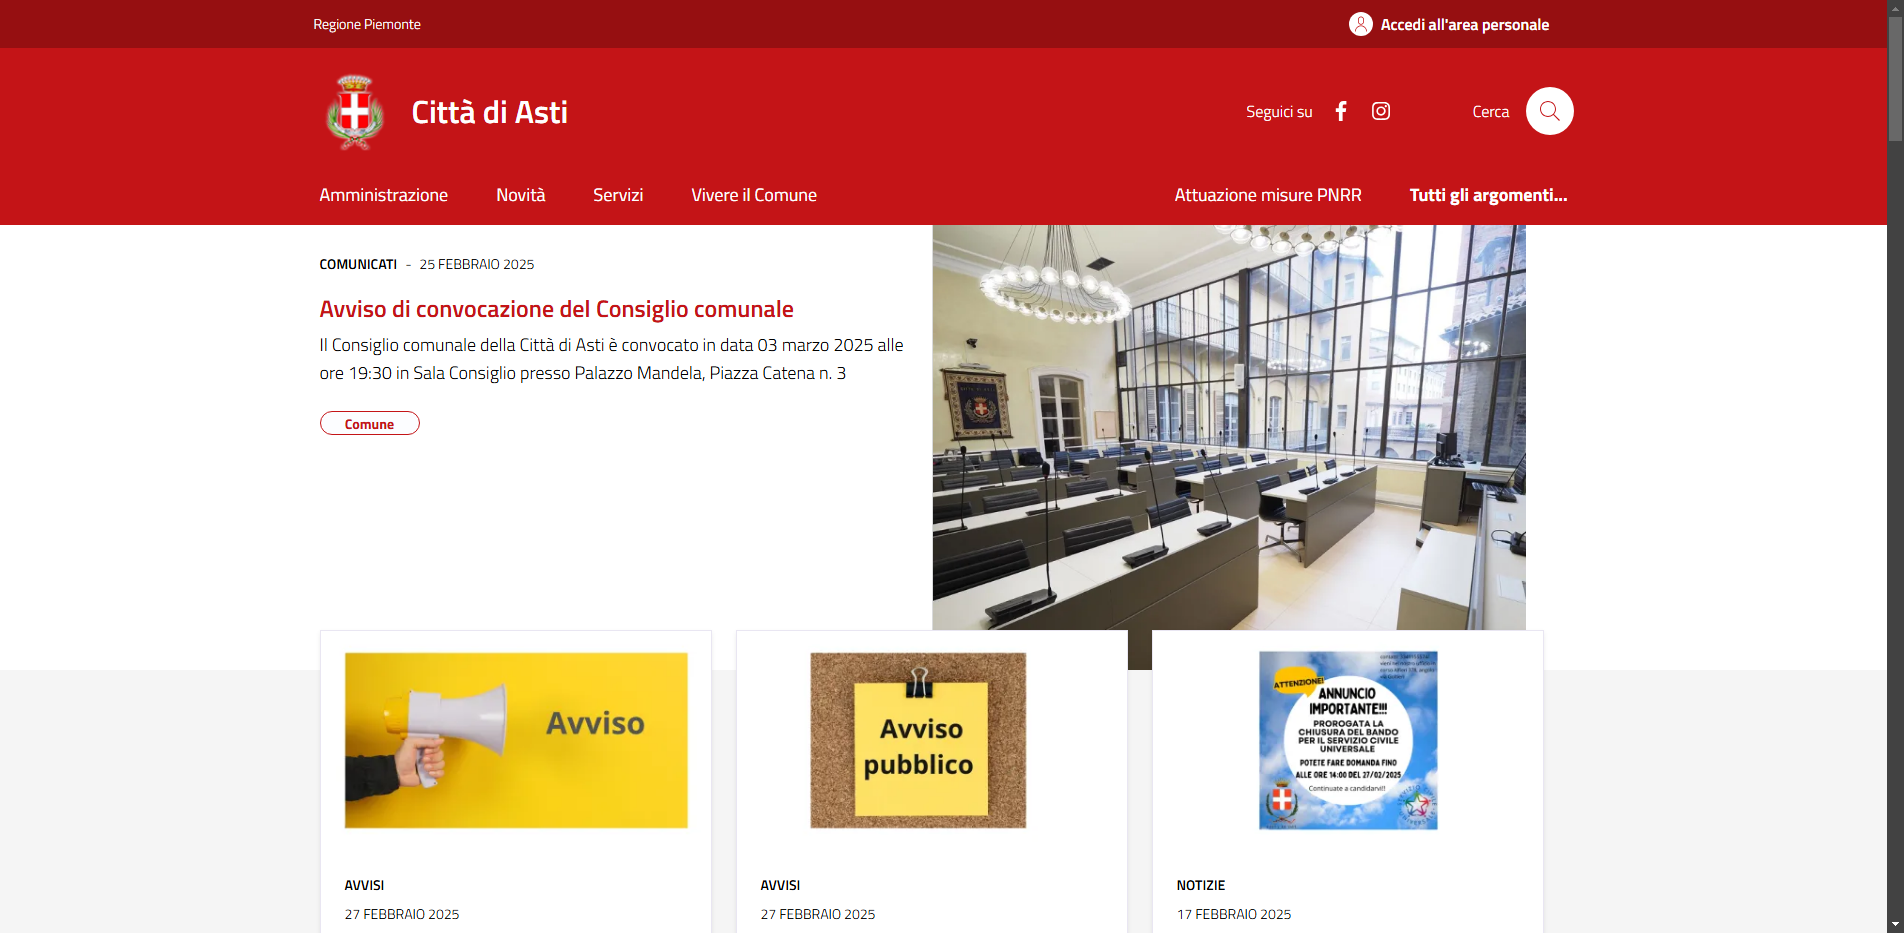 Regione Piemonte
Accedi all'area personale
Città di Asti
Seguici su
Cerca
Amministrazione
Novità
Servizi
Vivere il Comune
Attuazione misure PNRR
Tutti gli argomenti...
COMUNICATI - 25 FEBBRAIO 2025
Avviso di convocazione del Consiglio comunale
Il Consiglio comunale della Città di Asti è convocato in data 03 marzo 2025 alle
ore 19:30 in Sala Consiglio presso Palazzo Mandela, Piazza Catena n. 3
Comune
Avviso
AVVISI
27 FEBBRAIO 2025
Avviso
pubblico
AVVISI
27 FEBBRAIO 2025
ATTENZIONE!
ANNUNCIO
IMPORTANTE!!!
PROROGATA LA
CHIUSURA DEL BANDO
PER IL SERVIZIO CIVILE
UNIVERSALE
POTETE FARE DOMANDA FINO
ALLE ORE 14:00 DEL 27/02/2025
Continuate a candidarvi!!
NOTIZIE
17 FEBBRAIO 2025